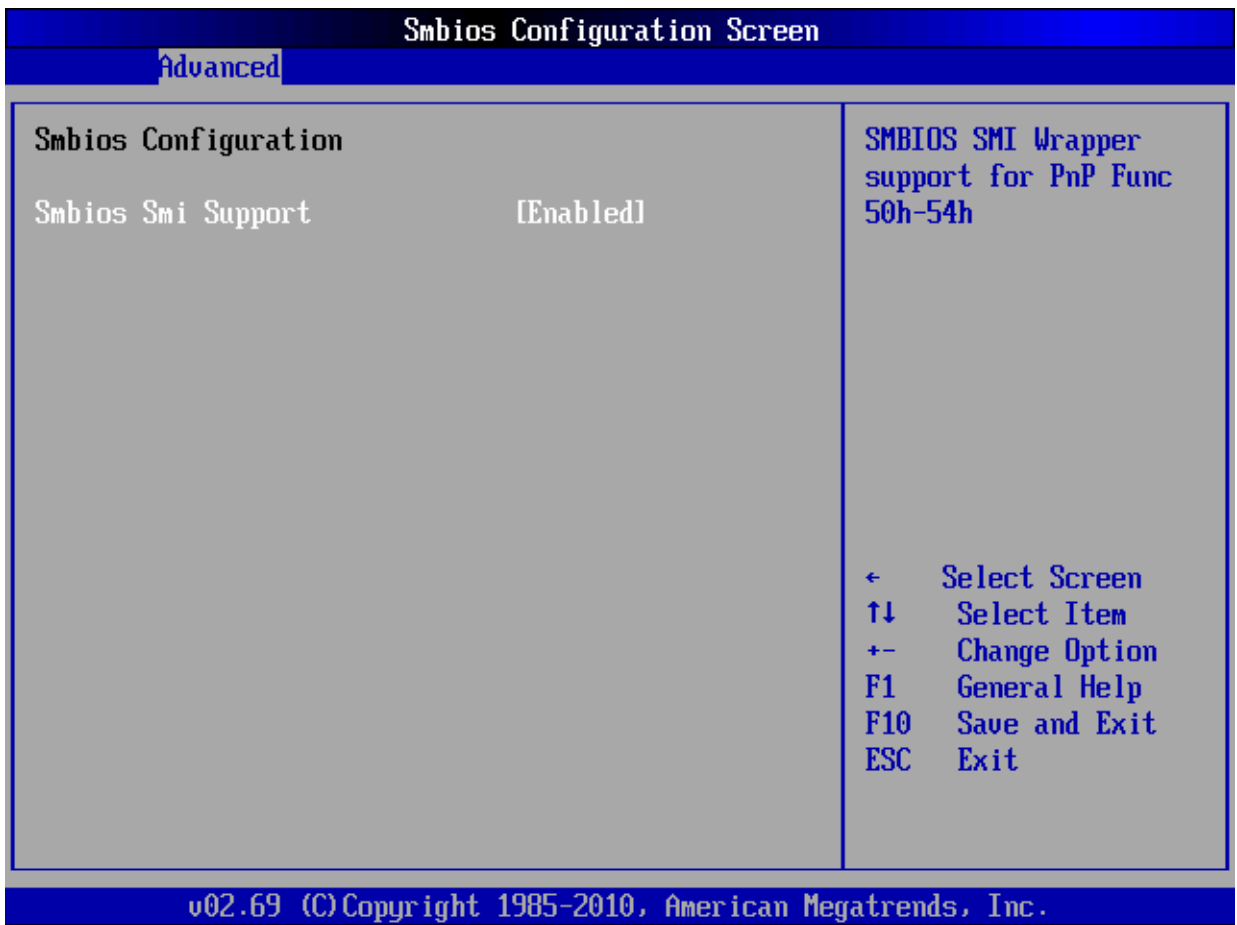 Smbios Configuration Screen
Advanced
Smbios Configuration
Smbios Smi Support [Enabled]
SMBIOS SMI Wrapper
support for PnP Func
50h-54h
← Select Screen
↑↓ Select Item
+- Change Option
F1 General Help
F10 Save and Exit
ESC Exit
v02.69 (C)Copyright 1985-2010, American Megatrends, Inc.